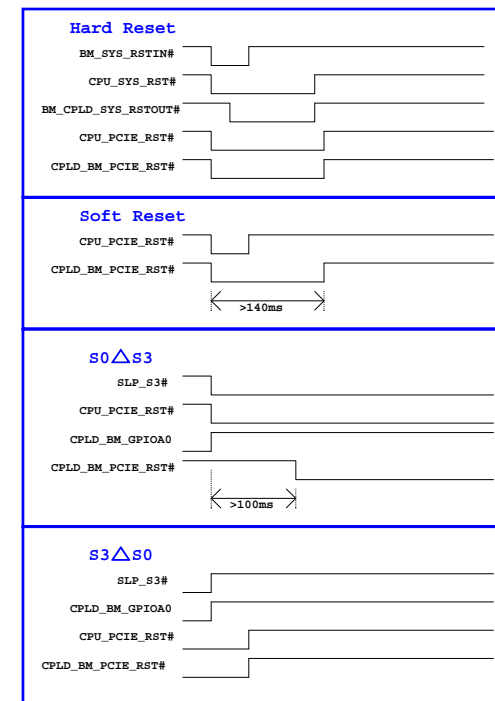 Hard Reset
BM_SYS_RSTIN#
CPU_SYS_RST#
BM_CPLD_SYS_RSTOUT#
CPU_PCIE_RST#
CPLD_BM_PCIE_RST#
Soft Reset
CPU_PCIE_RST#
CPLD_BM_PCIE_RST#
>140ms
S0△S3
SLP_S3#
CPU_PCIE_RST#
CPLD_BM_GPIOA0
CPLD_BM_PCIE_RST#
>100ms
S3△S0
SLP_S3#
CPLD_BM_GPIOA0
CPU_PCIE_RST#
CPLD_BM_PCIE_RST#